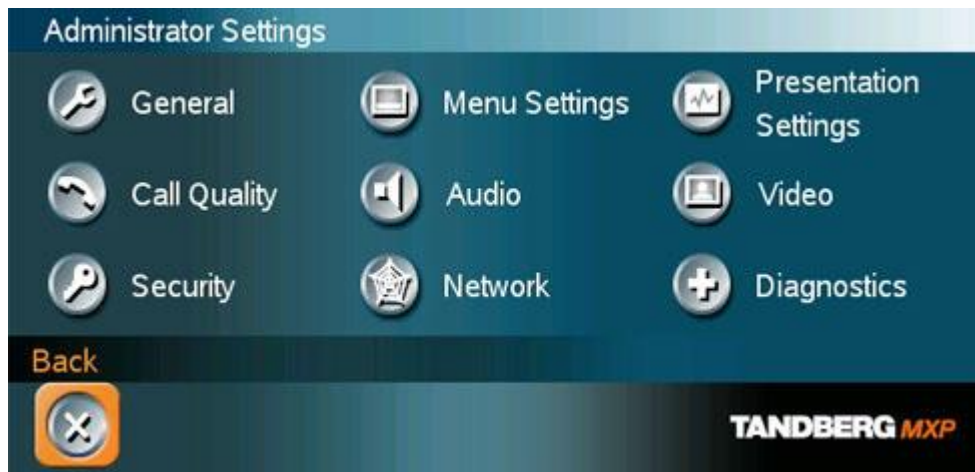 Administrator Settings
General
Menu Settings
Presentation
Settings
Call Quality
Audio
Video
Security
Network
Diagnostics
Back
TANDBERG MXP